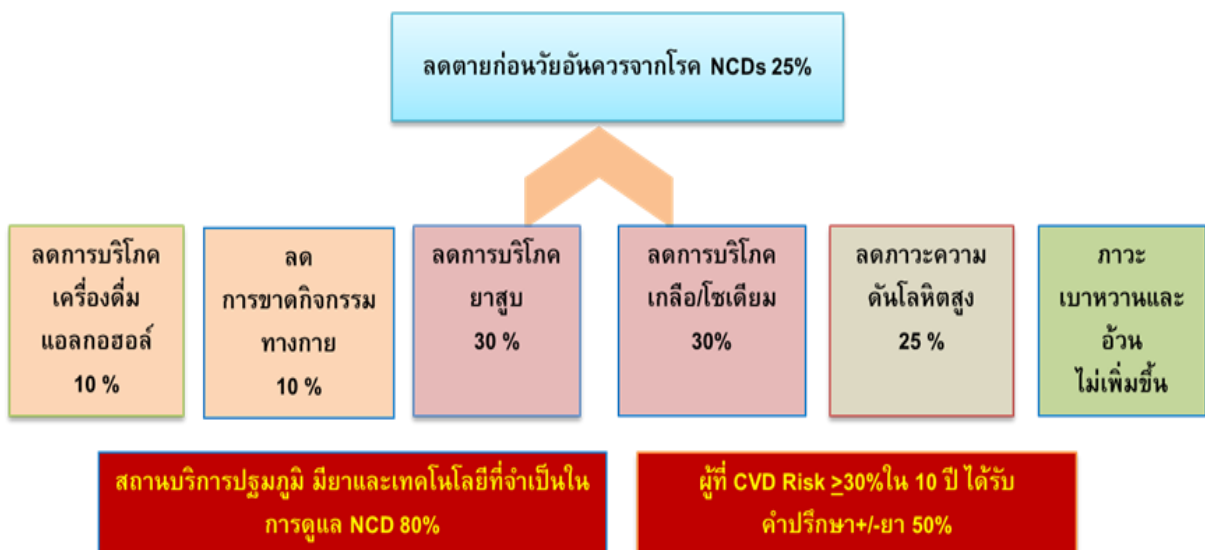 ลดตายก่อนวัยอันควรจากโรค NCDs 25%
ลดการบริโภค
เครื่องดื่ม
แอลกอฮอล์
10 %
ลด
การขาดกิจกรรม
ทางกาย
10 %
ลดการบริโภค
ยาสูบ
30 %
ลดการบริโภค
เกลือ/โซเดียม
30%
ลดภาวะความ
ดันโลหิตสูง
25 %
ภาวะ
เบาหวานและ
อ้วน
ไม่เพิ่มขึ้น
สถานบริการปฐมภูมิ มียาและเทคโนโลยีที่จำเป็นใน
การดูแล NCD 80%
ผู้ที่ CVD Risk ≥30%ใน 10 ปี ได้รับ
คำปรึกษา+/-ยา 50%